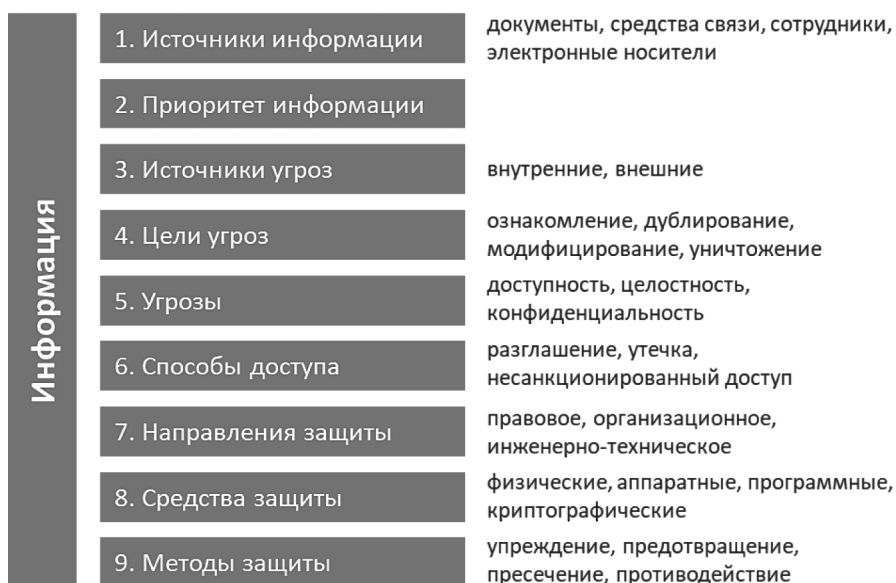 Информация
1. Источники информации
документы, средства связи, сотрудники,
электронные носители
2. Приоритет информации
3. Источники угроз
внутренние, внешние
4. Цели угроз
ознакомление, дублирование,
модифицирование, уничтожение
5. Угрозы
доступность, целостность,
конфиденциальность
6. Способы доступа
разглашение, утечка,
несанкционированный доступ
7. Направления защиты
правовое, организационное,
инженерно-техническое
8. Средства защиты
физические, аппаратные, программные,
криптографические
9. Методы защиты
упреждение, предотвращение,
пресечение, противодействие